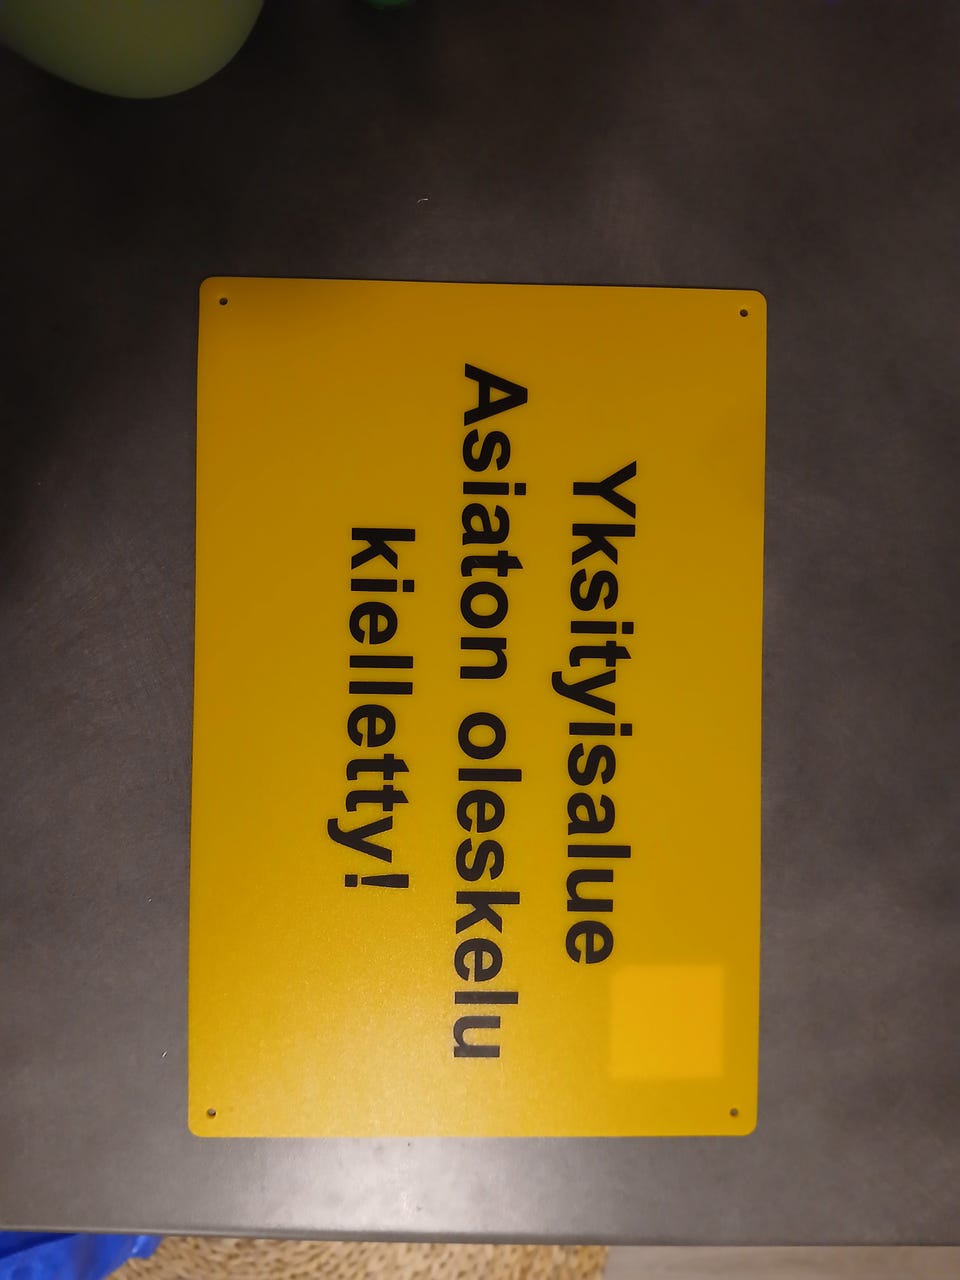 Yksityisalue
Asiaton oleskelu
kielletty!